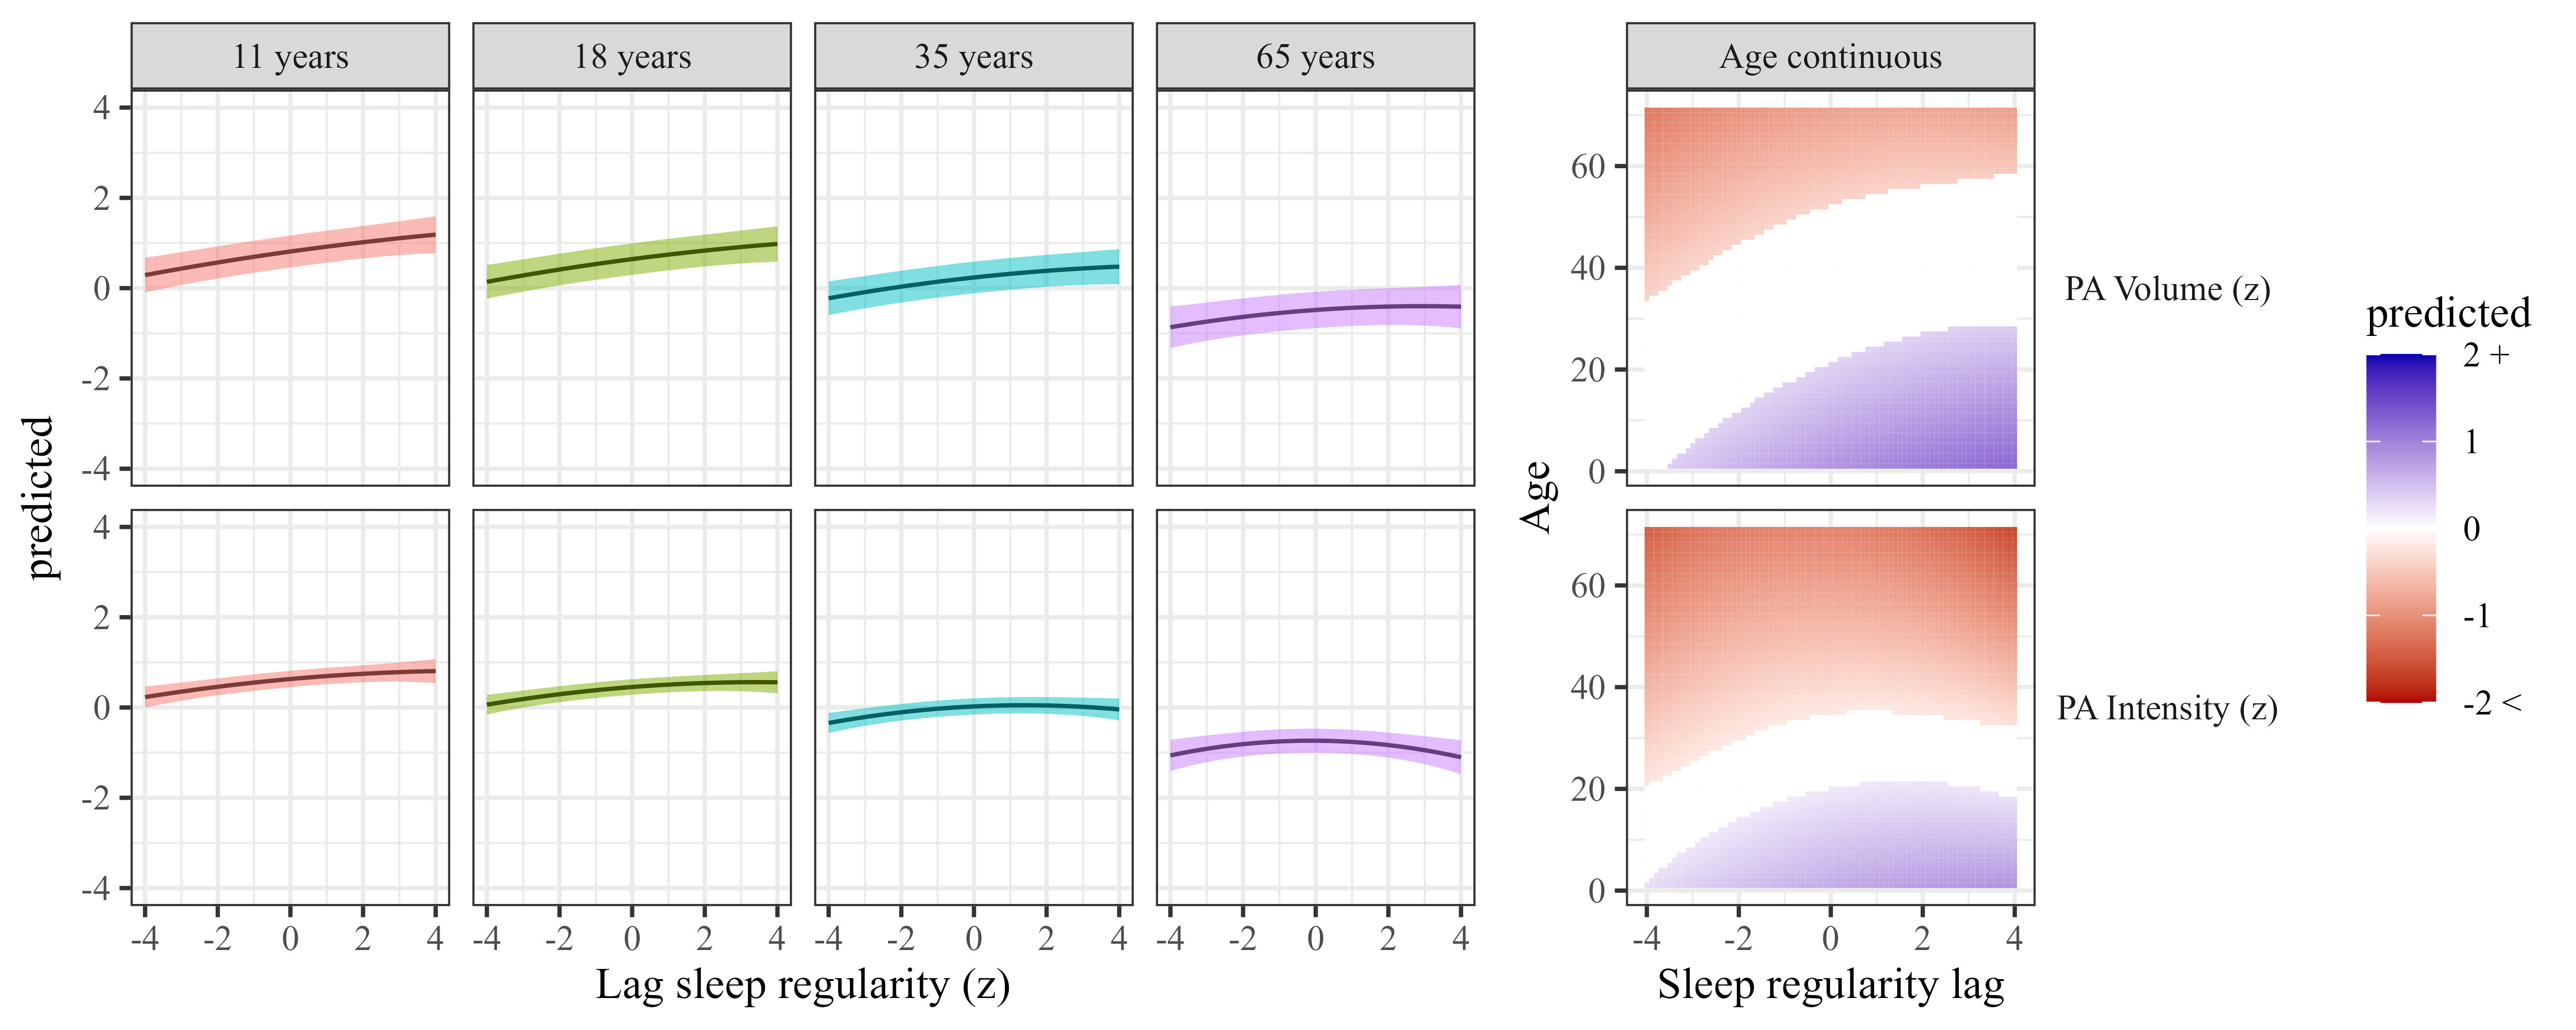 11 years
18 years
35 years
65 years
Age continuous
4
2
0
-2
-4
60
40
20
0
PA Volume (z)
predicted
2 +
1
0
-1
-2 <
predicted
Age
4
2
0
-2
-4
60
40
20
0
PA Intensity (z)
-4 -2 0 2 4
-4 -2 0 2 4
-4 -2 0 2 4
-4 -2 0 2 4
-4 -2 0 2 4
Lag sleep regularity (z)
Sleep regularity lag